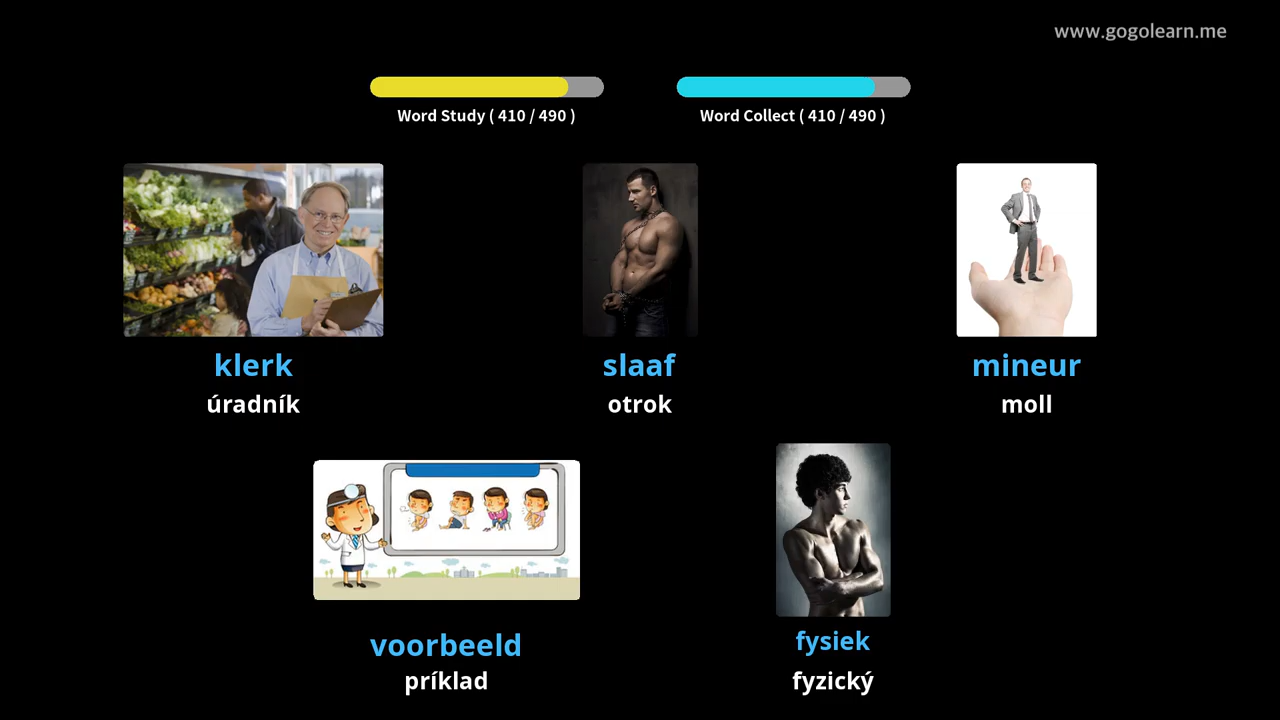 www.gogolearn.me
Word Study ( 410 / 490 )
Word Collect ( 410 / 490 )
klerk
úradník
slaaf
otrok
mineur
moll
voorbeeld
príklad
fysiek
fyzický